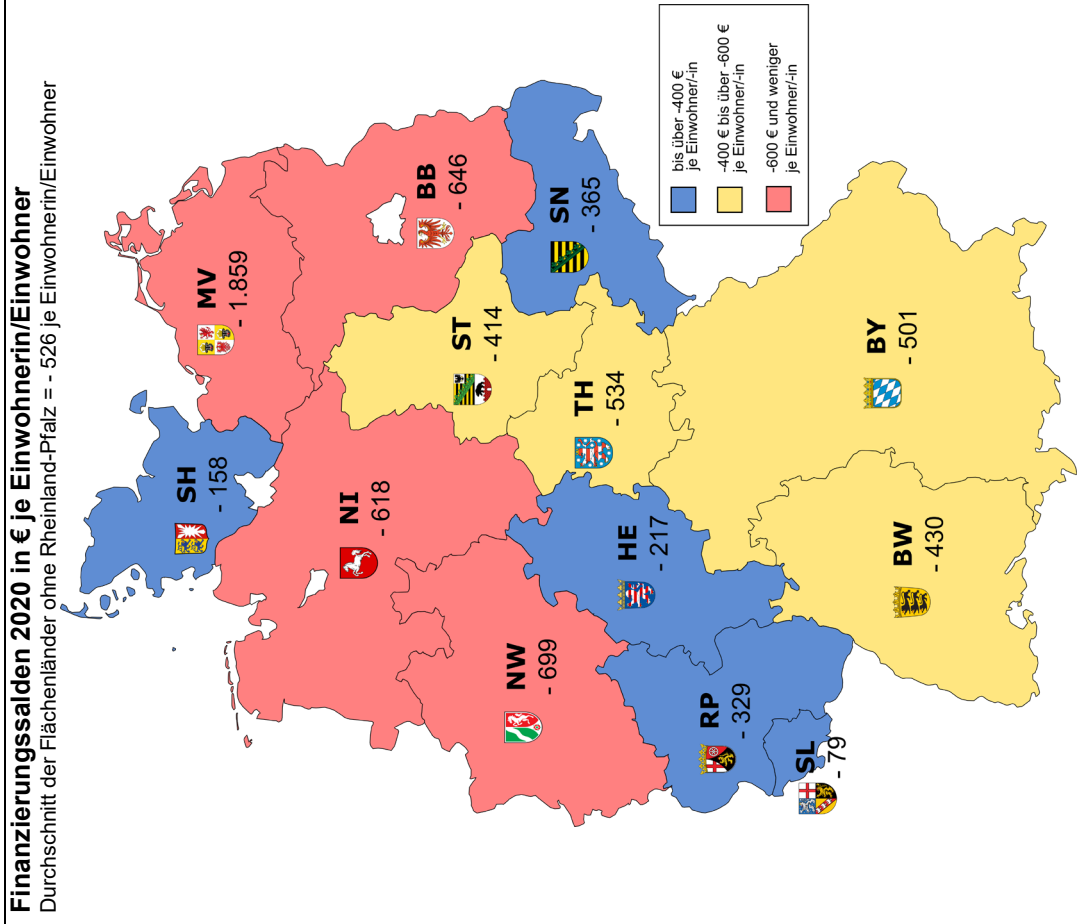 Finanzierungssalden 2020 in € je Einwohnerin/Einwohner
Durchschnitt der Flächenländer ohne Rheinland-Pfalz = - 526 je Einwohnerin/Einwohner
SH
- 158
MV
- 1.859
NI
- 618
BB
- 646
ST
- 414
NW
- 699
SN
- 365
TH
- 534
HE
- 217
RP
- 329
SL
- 79
BY
- 501
BW
- 430
bis über -400 €
je Einwohner/-in
-400 € bis über -600 €
je Einwohner/-in
-600 € und weniger
je Einwohner/-in